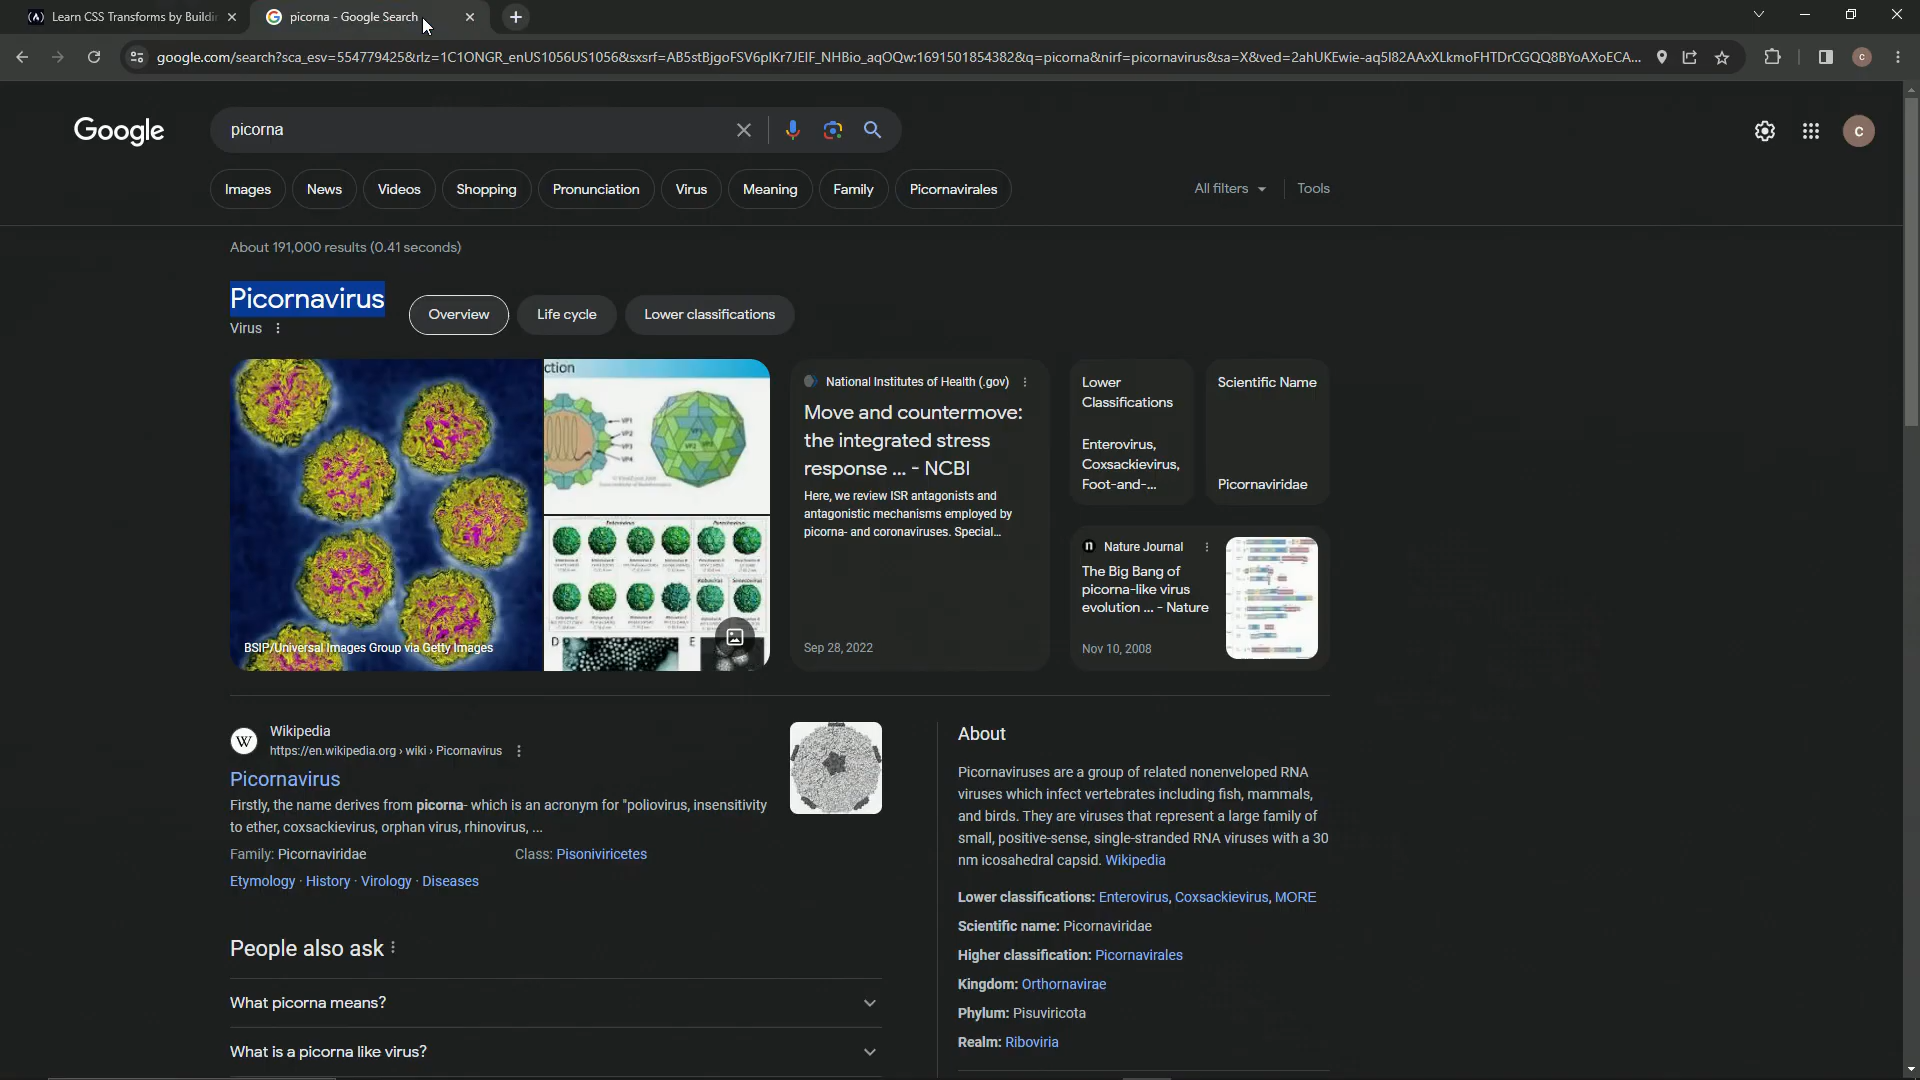 Learn CSS Transforms by Buildi
picorna - Google Search
google.com/search?sca_esv=554779425&rlz=1C1ONGR_enUS1056US1056&sxsrf=AB5stBjgoFSV6pIKr7JEIF_NHBio_aqOQw:1691501854382&q=picorna&nirf=picornavirus&sa=X&ved=2ahUKEwie-aq5I82AAxXLkmoFHTDrCGQQ8BYoAXoECA...
Google
picorna
C
Images
News
Videos
Shopping
Pronunciation
Virus
Meaning
Family
Picornavirales
All filters
Tools
About 191,000 results (0.41 seconds)
Picornavirus
Virus
Overview
Life cycle
Lower classifications
BSIP/Universal Images Group via Getty Images
ction
VP1
VP2
VP3
VP4
D
E
National Institutes of Health (.gov)
Move and countermove:
the integrated stress
response ... - NCBI
Here, we review ISR antagonists and
antagonistic mechanisms employed by
picorna- and coronaviruses. Special...
Sep 28, 2022
Lower
Classifications
Enterovirus,
Coxsackievirus,
Foot-and-...
Scientific Name
Picornaviridae
Nature Journal
The Big Bang of
picorna-like virus
evolution ... - Nature
Nov 10, 2008
W
Wikipedia
https://en.wikipedia.org › wiki › Picornavirus
Picornavirus
Firstly, the name derives from picorna- which is an acronym for "poliovirus, insensitivity
to ether, coxsackievirus, orphan virus, rhinovirus, ...
Family: Picornaviridae
Class: Pisoniviricetes
Etymology · History · Virology · Diseases
People also ask
What picorna means?
What is a picorna like virus?
About
Picornaviruses are a group of related nonenveloped RNA
viruses which infect vertebrates including fish, mammals,
and birds. They are viruses that represent a large family of
small, positive-sense, single-stranded RNA viruses with a 30
nm icosahedral capsid. Wikipedia
Lower classifications: Enterovirus, Coxsackievirus, MORE
Scientific name: Picornaviridae
Higher classification: Picornavirales
Kingdom: Orthornavirae
Phylum: Pisuviricota
Realm: Riboviria